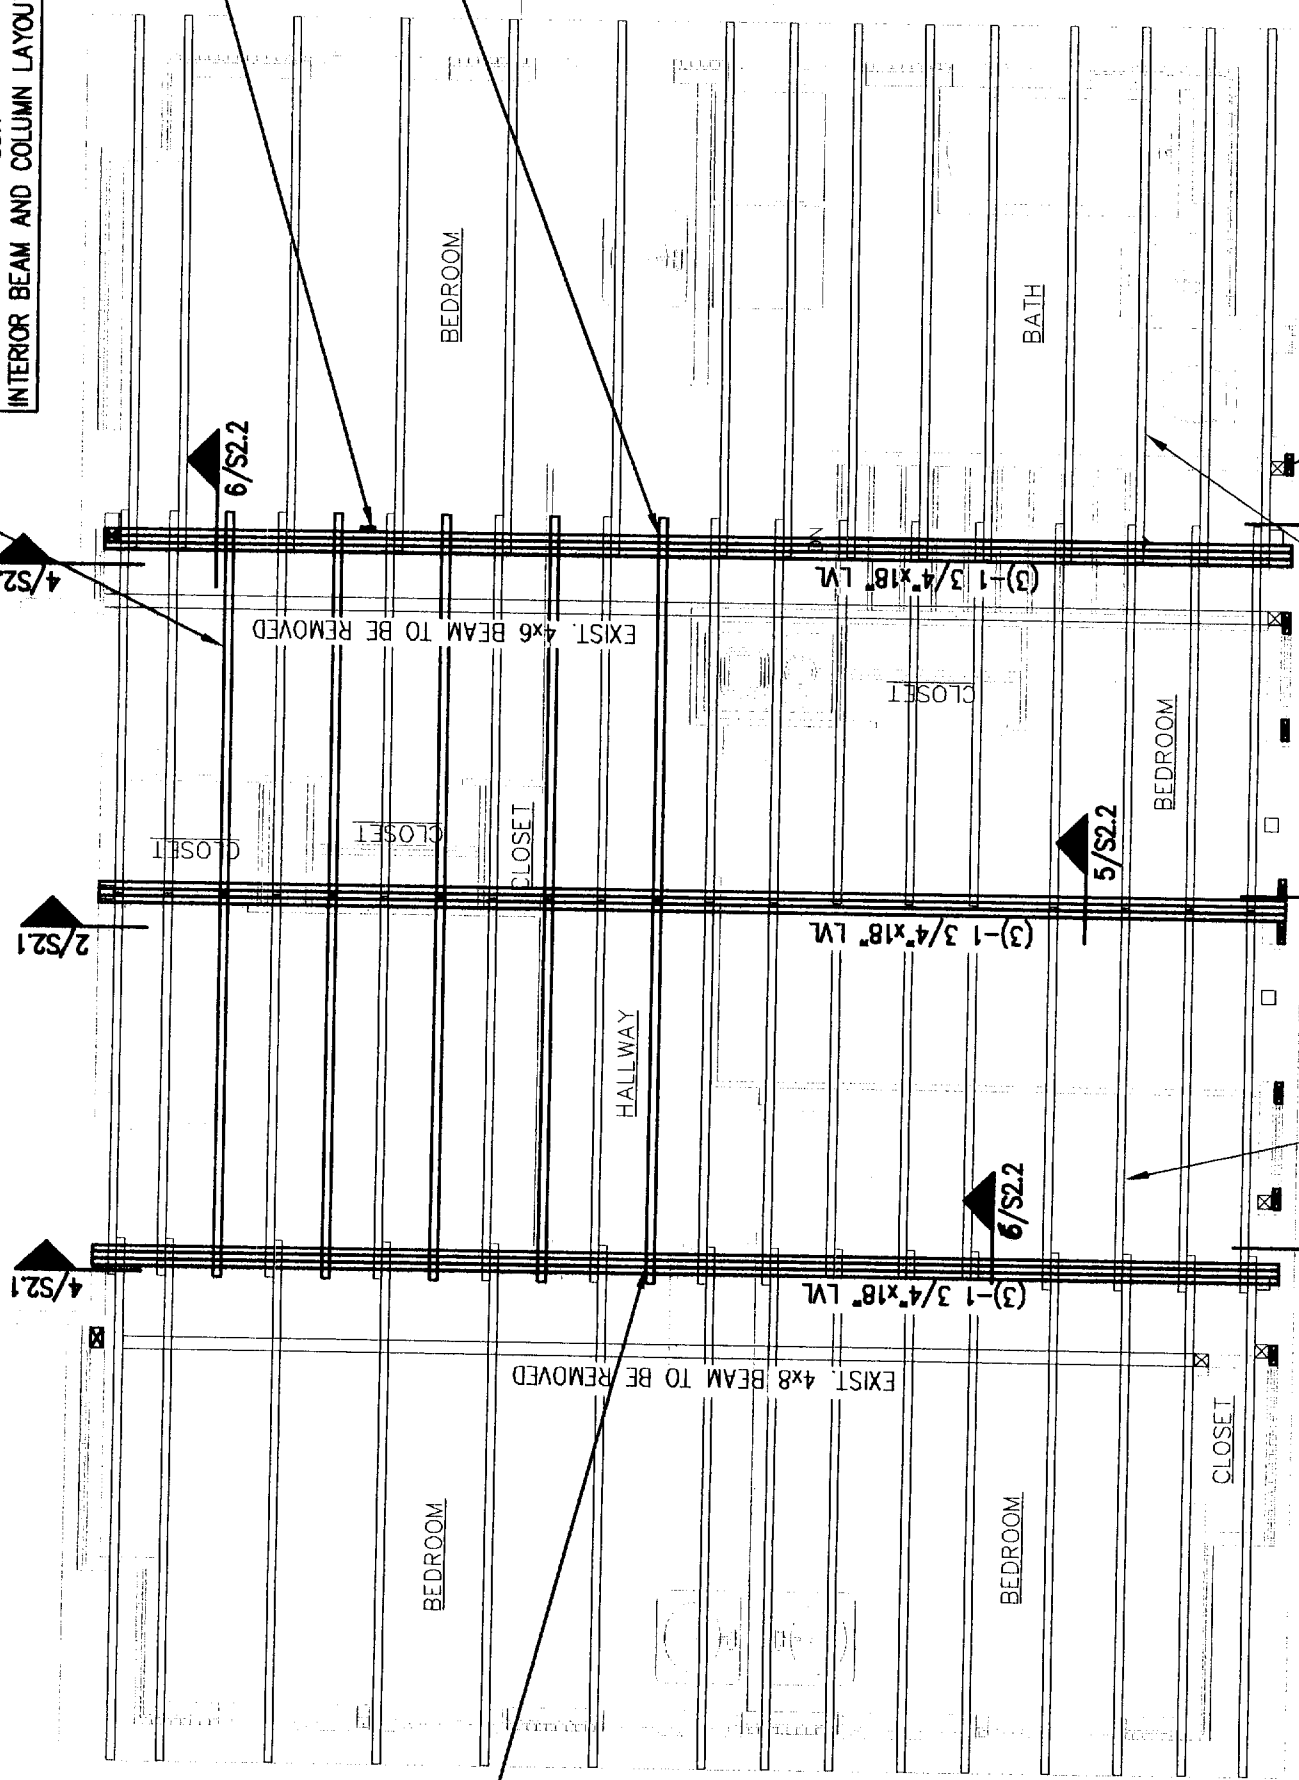 INTERIOR BEAM AND COLUMN LAYOU
4/S2.
6/S2.2
BEDROOM
BATH
DN
(3)-1 3/4"x18" LVL
EXIST. 4x6 BEAM TO BE REMOVED
CLOSET
BEDROOM
CLOSET
CLOSET
CLOSET
2/S2.1
5/S2.2
(3)-1 3/4"x18" LVL
HALLWAY
4/S2.1
6/S2.2
(3)-1 3/4"x18" LVL
EXIST. 4x8 BEAM TO BE REMOVED
BEDROOM
BEDROOM
CLOSET